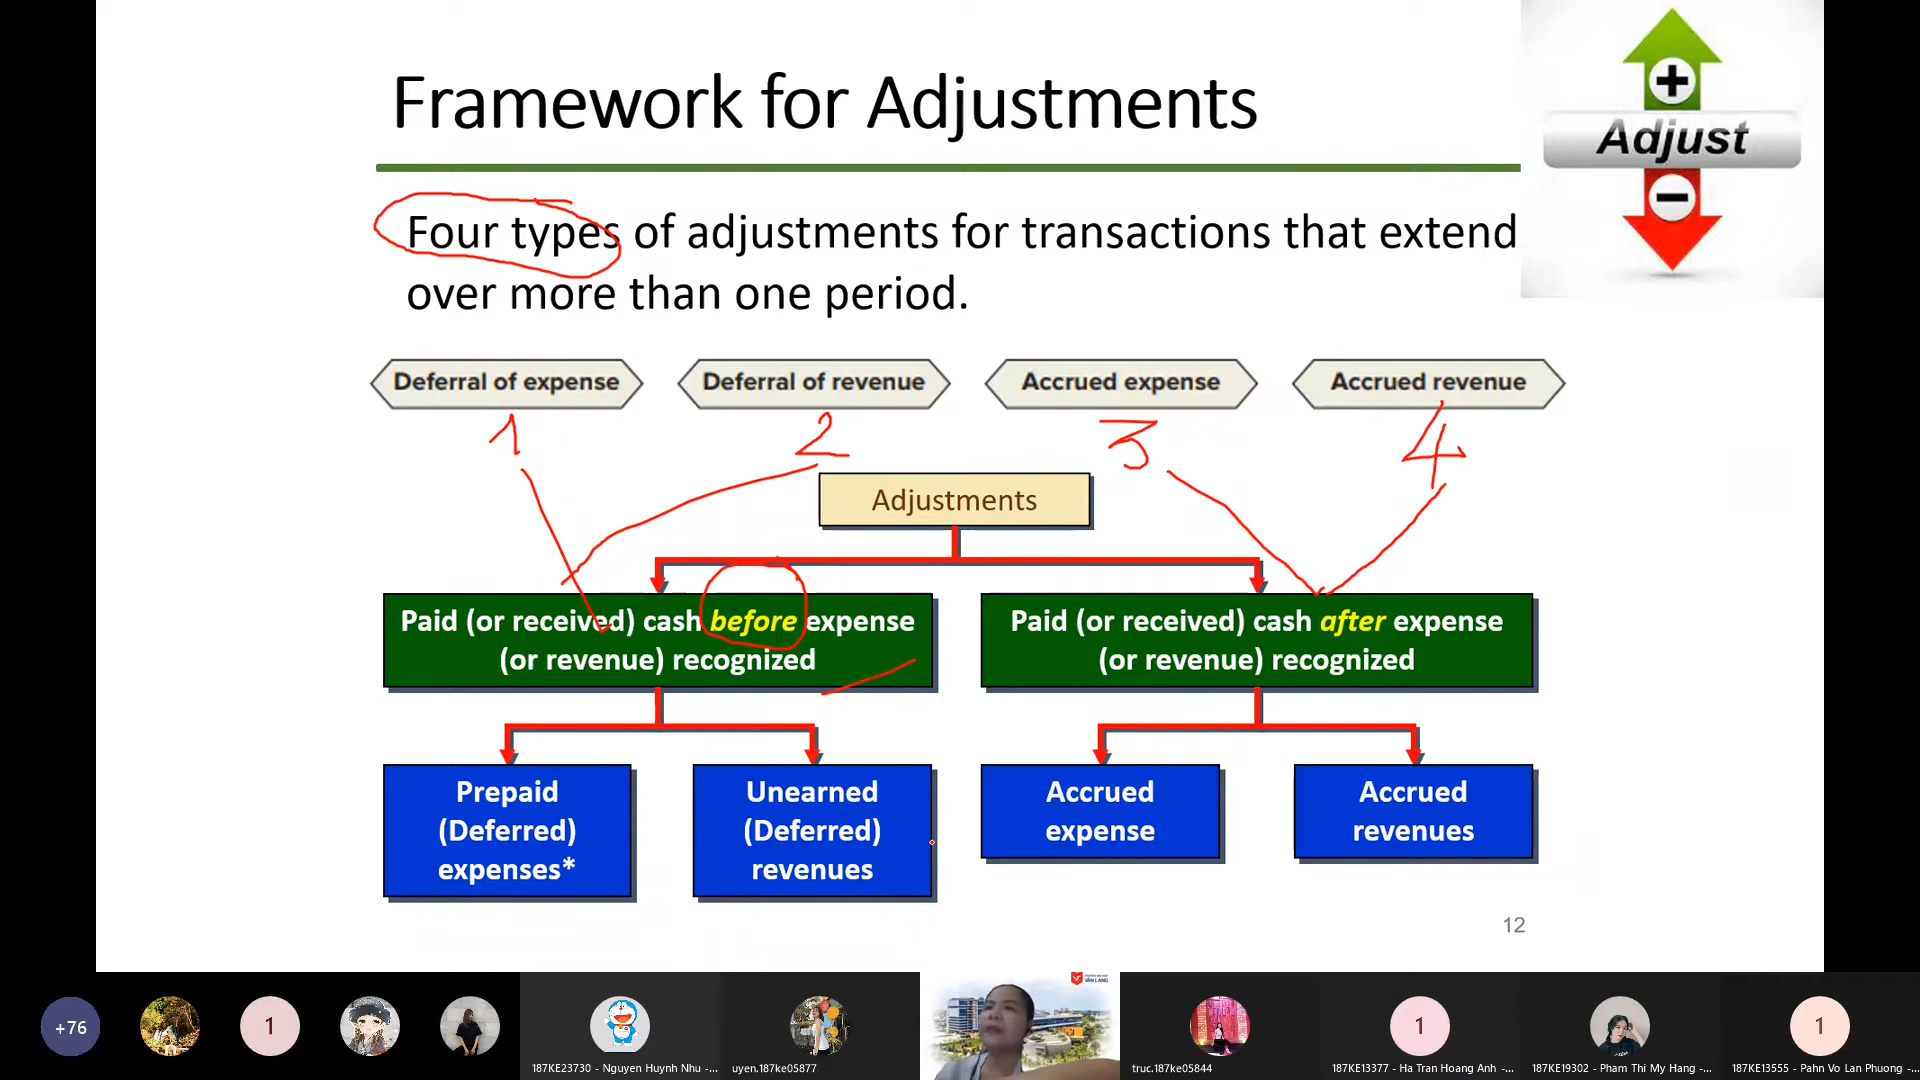 Framework for Adjustments
Adjust
Four types of adjustments for transactions that extend
over more than one period.
Deferral of expense
Deferral of revenue
Accrued expense
Accrued revenue
1
2
3
4
Adjustments
Paid (or received) cash before expense
(or revenue) recognized
Paid (or received) cash after expense
(or revenue) recognized
Prepaid
(Deferred)
expenses*
Unearned
(Deferred)
revenues
Accrued
expense
Accrued
revenues
12
VĂN LANG
+76
1
1
1
187KE23730 - Nguyen Huynh Nhu -...
uyen.187ke05877
truc.187ke05844
187KE13377 - Ha Tran Hoang Anh -...
187KE19302 - Pham Thi My Hang -...
187KE13555 - Pahn Vo Lan Phuong -...